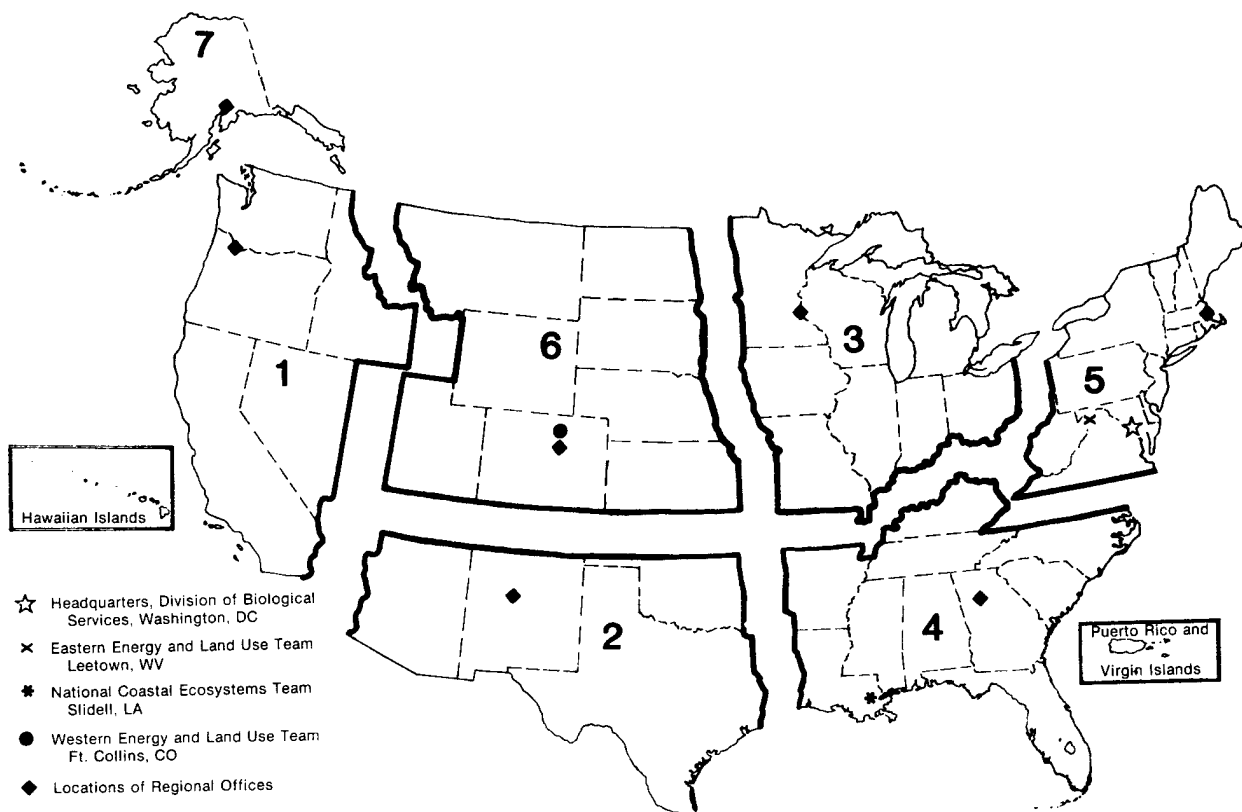 7
6
3
1
5
Hawaiian Islands
2
4
Puerto Rico and
Virgin Islands
Headquarters, Division of Biological
Services, Washington, DC
Eastern Energy and Land Use Team
Leetown, WV
National Coastal Ecosystems Team
Slidell, LA
Western Energy and Land Use Team
Ft. Collins, CO
Locations of Regional Offices